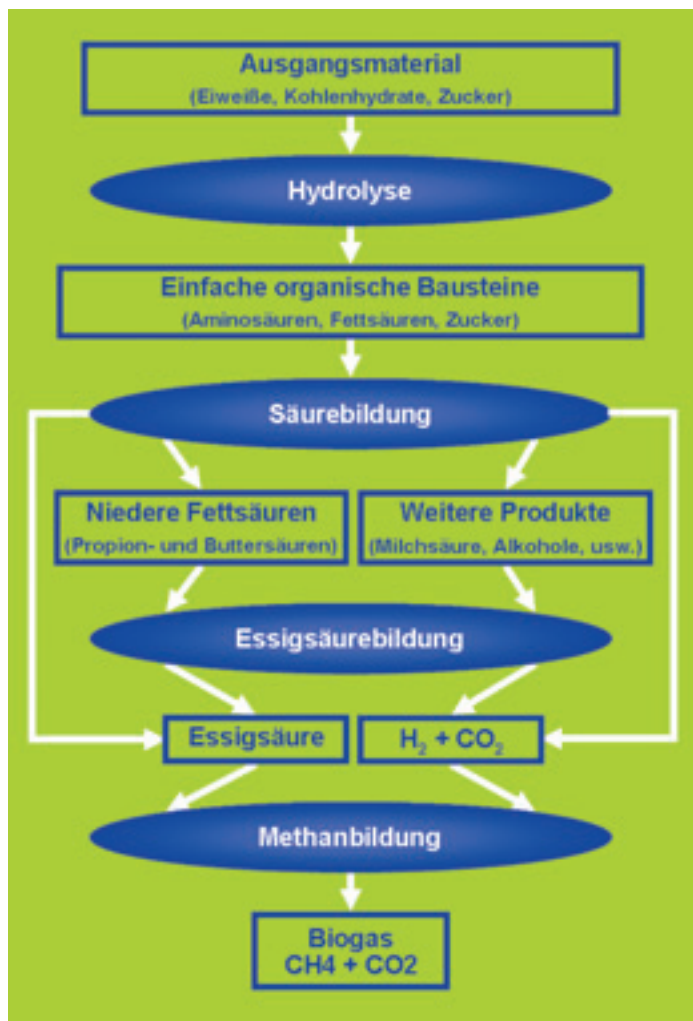 Ausgangsmaterial
(Eiweiße, Kohlenhydrate, Zucker)
Hydrolyse
Einfache organische Bausteine
(Aminosäuren, Fettsäuren, Zucker)
Säurebildung
Niedere Fettsäuren
(Propion- und Buttersäuren)
Weitere Produkte
(Milchsäure, Alkohole, usw.)
Essigsäurebildung
Essigsäure
H₂ + CO₂
Methanbildung
Biogas
CH4 + CO2